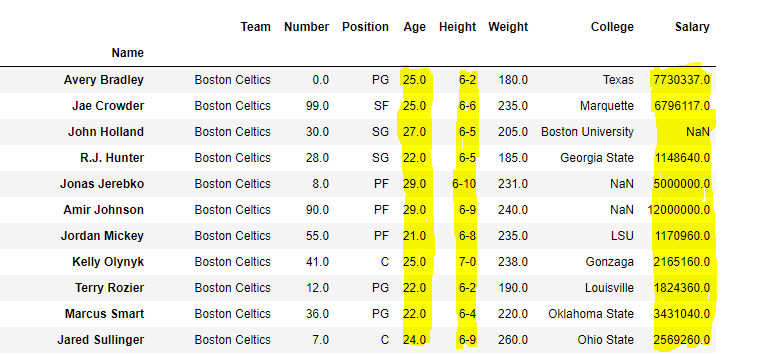 Team Number Position Age Height Weight College Salary
Name
Avery Bradley Boston Celtics 0.0 PG 25.0 6-2 180.0 Texas 7730337.0
Jae Crowder Boston Celtics 99.0 SF 25.0 6-6 235.0 Marquette 6796117.0
John Holland Boston Celtics 30.0 SG 27.0 6-5 205.0 Boston University NaN
R.J. Hunter Boston Celtics 28.0 SG 22.0 6-5 185.0 Georgia State 1148640.0
Jonas Jerebko Boston Celtics 8.0 PF 29.0 6-10 231.0 NaN 5000000.0
Amir Johnson Boston Celtics 90.0 PF 29.0 6-9 240.0 NaN 12000000.0
Jordan Mickey Boston Celtics 55.0 PF 21.0 6-8 235.0 LSU 1170960.0
Kelly Olynyk Boston Celtics 41.0 C 25.0 7-0 238.0 Gonzaga 2165160.0
Terry Rozier Boston Celtics 12.0 PG 22.0 6-2 190.0 Louisville 1824360.0
Marcus Smart Boston Celtics 36.0 PG 22.0 6-4 220.0 Oklahoma State 3431040.0
Jared Sullinger Boston Celtics 7.0 C 24.0 6-9 260.0 Ohio State 2569260.0